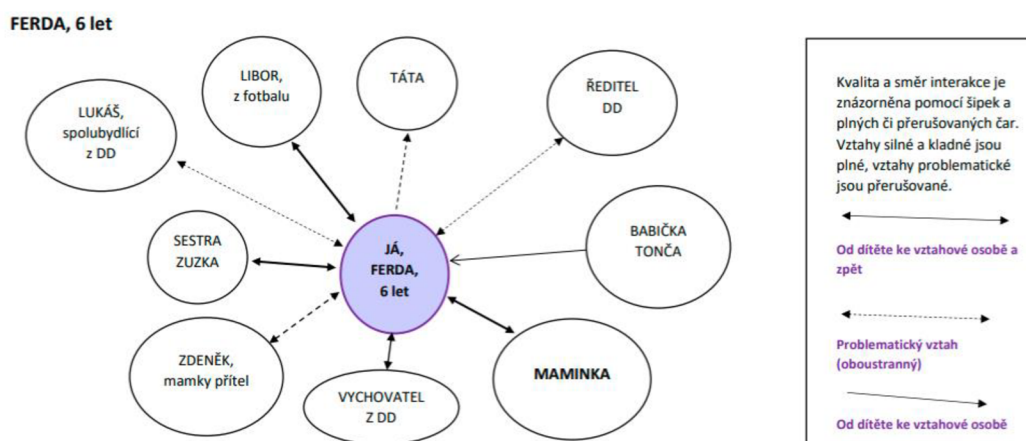 FERDA, 6 let
LIBOR,
z fotbalu
TÁTA
ŘEDITEL
DD
LUKÁŠ,
spolubydlící
z DD
SESTRA
ZUZKA
JÁ,
FERDA,
6 let
BABIČKA
TONČA
ZDENĚK,
mamky přítel
VYCHOVATEL
Z DD
MAMINKA
Kvalita a směr interakce je
znázorněna pomocí šipek a
plných či přerušovaných čar.
Vztahy silné a kladné jsou
plné, vztahy problematické
jsou přerušované.
Od dítěte ke vztahové osobě a
zpět
Problematický vztah
(oboustranný)
Od dítěte ke vztahové osobě